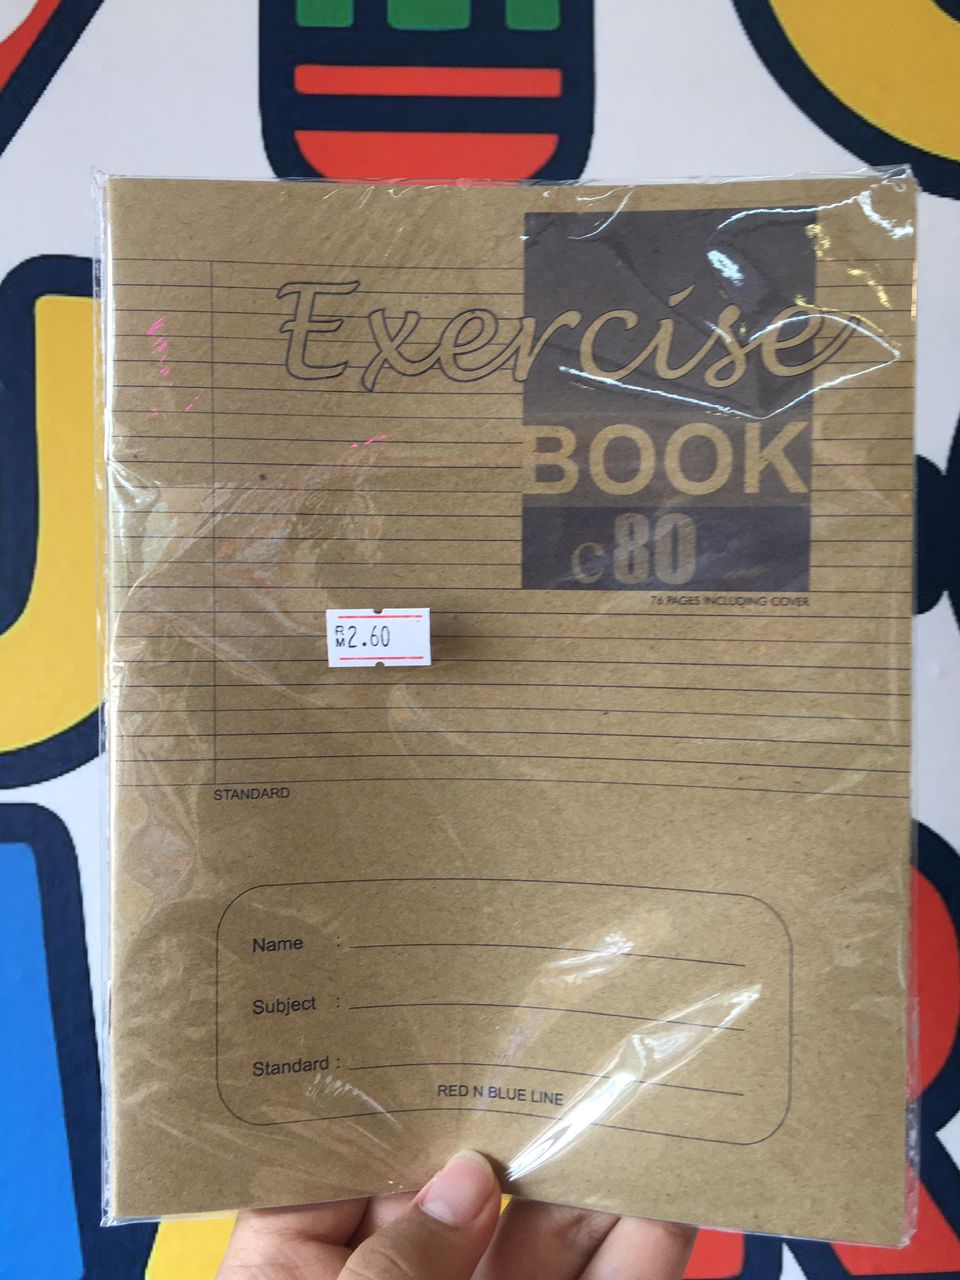 Exercise
BOOK
C80
76 PAGES INCLUDING COVER
RM2.60
STANDARD
Name :
Subject :
Standard :
RED N BLUE LINE